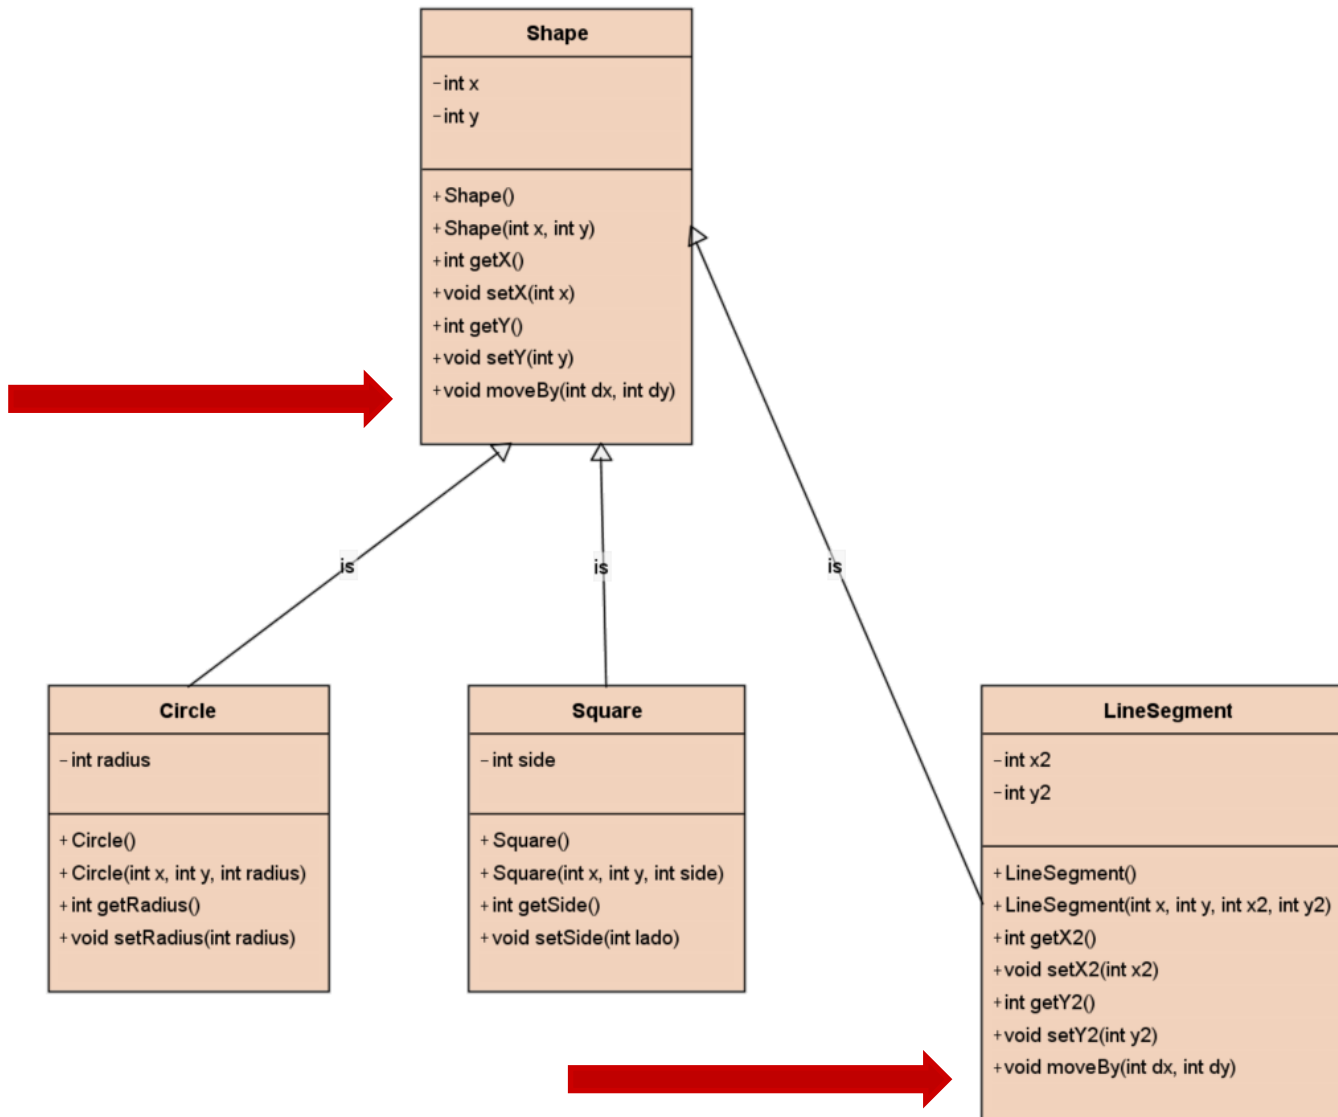 Shape
-int x
-int y
+Shape()
+Shape(int x, int y)
+int getX()
+void setX(int x)
+int getY()
+void setY(int y)
+void moveBy(int dx, int dy)
is
is
is
Circle
-int radius
+Circle()
+Circle(int x, int y, int radius)
+int getRadius()
+void setRadius(int radius)
Square
-int side
+Square()
+Square(int x, int y, int side)
+int getSide()
+void setSide(int lado)
LineSegment
-int x2
-int y2
+LineSegment()
+LineSegment(int x, int y, int x2, int y2)
+int getX2()
+void setX2(int x2)
+int getY2()
+void setY2(int y2)
+void moveBy(int dx, int dy)